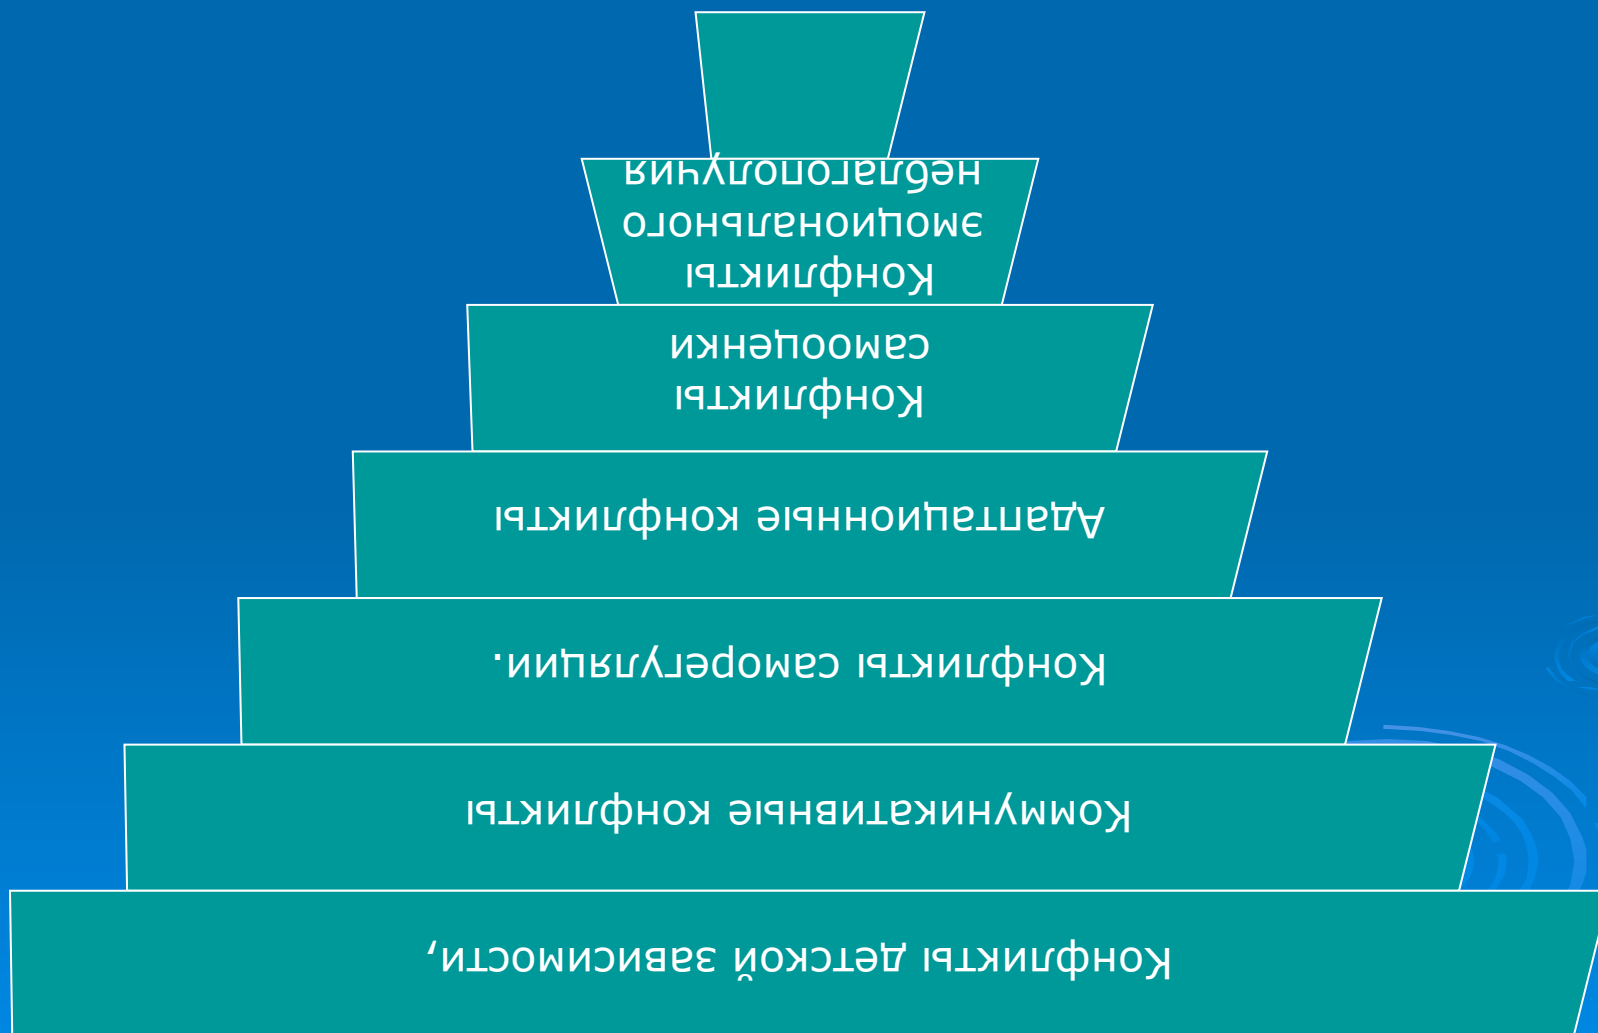 Конфликты детской зависимости,
Коммуникативные конфликты
Конфликты саморегуляции.
Адаптационные конфликты
Конфликты
самооценки
Конфликты
эмоционального
неблагополучия